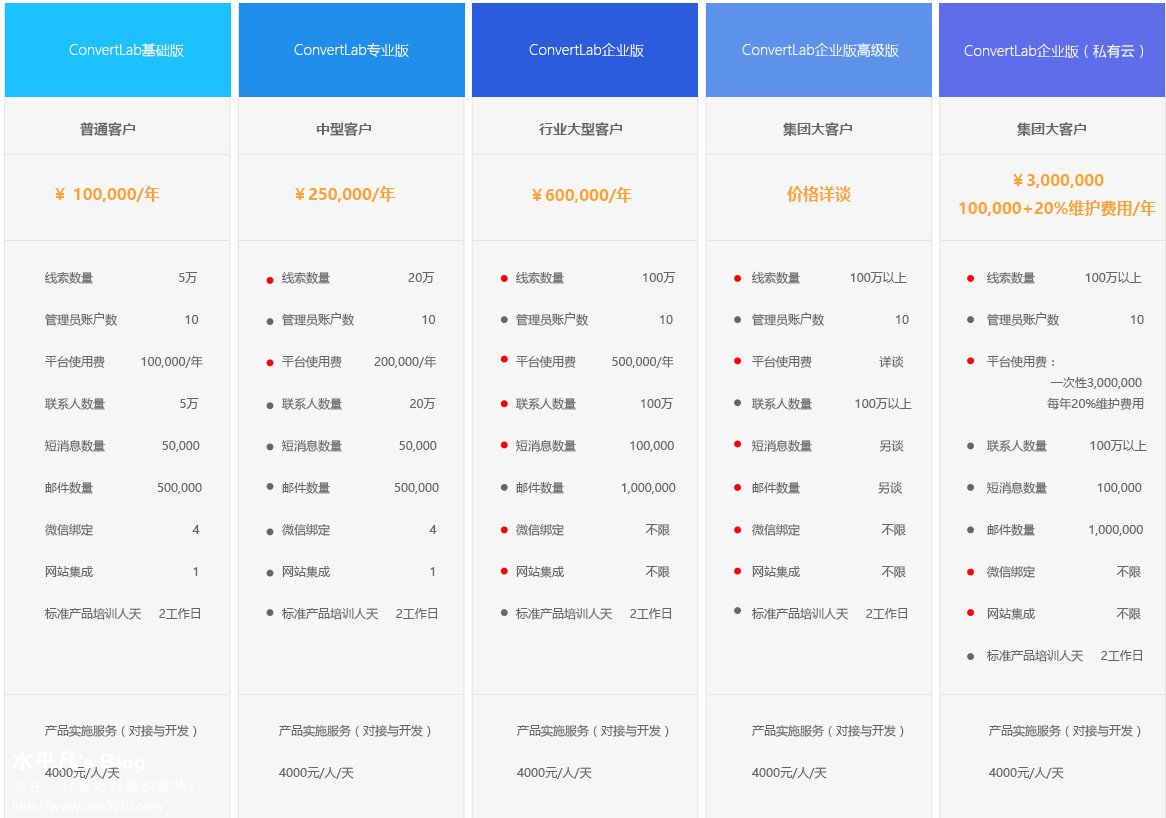 ConvertLab基础版
普通客户
￥ 100,000/年
线索数量 5万
管理员账户数 10
平台使用费 100,000/年
联系人数量 5万
短消息数量 50,000
邮件数量 500,000
微信绑定 4
网站集成 1
标准产品培训人天 2工作日
产品实施服务（对接与开发）
4000元/人/天
ConvertLab专业版
中型客户
￥250,000/年
线索数量 20万
管理员账户数 10
平台使用费 200,000/年
联系人数量 20万
短消息数量 50,000
邮件数量 500,000
微信绑定 4
网站集成 1
标准产品培训人天 2工作日
产品实施服务（对接与开发）
4000元/人/天
ConvertLab企业版
行业大型客户
￥600,000/年
线索数量 100万
管理员账户数 10
平台使用费 500,000/年
联系人数量 100万
短消息数量 100,000
邮件数量 1,000,000
微信绑定 不限
网站集成 不限
标准产品培训人天 2工作日
产品实施服务（对接与开发）
4000元/人/天
ConvertLab企业版高级版
集团大客户
价格详谈
线索数量 100万以上
管理员账户数 10
平台使用费 详谈
联系人数量 100万以上
短消息数量 另谈
邮件数量 另谈
微信绑定 不限
网站集成 不限
标准产品培训人天 2工作日
产品实施服务（对接与开发）
4000元/人/天
ConvertLab企业版（私有云）
集团大客户
￥3,000,000
100,000+20%维护费用/年
线索数量 100万以上
管理员账户数 10
平台使用费：
一次性3,000,000
每年20%维护费用
联系人数量 100万以上
短消息数量 100,000
邮件数量 1,000,000
微信绑定 不限
网站集成 不限
标准产品培训人天 2工作日
产品实施服务（对接与开发）
4000元/人/天
水平凡's Blog
http://www.abc3210.com